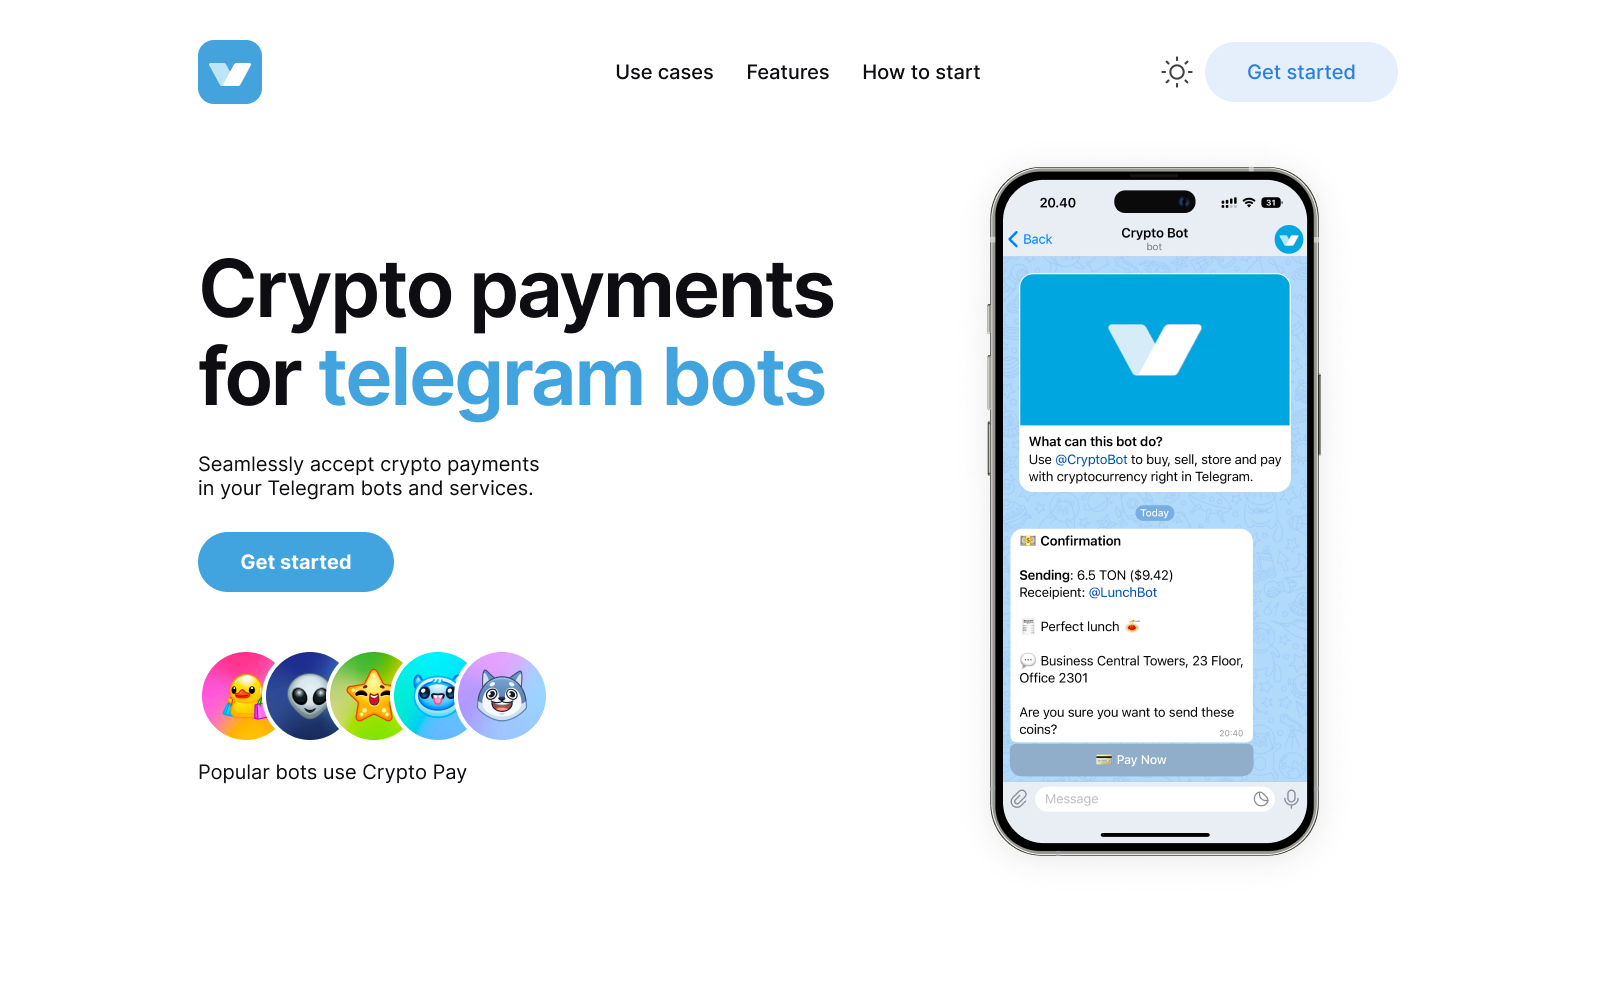 Use cases
Features
How to start
Get started
Crypto payments
for telegram bots
Seamlessly accept crypto payments
in your Telegram bots and services.
Get started
Popular bots use Crypto Pay
20.40
31
Back
Crypto Bot
bot
What can this bot do?
Use @CryptoBot to buy, sell, store and pay
with cryptocurrency right in Telegram.
Today
💵 Confirmation
Sending: 6.5 TON ($9.42)
Receipient: @LunchBot
🧾 Perfect lunch 🍝
💬 Business Central Towers, 23 Floor,
Office 2301
Are you sure you want to send these
coins?
20:40
💳 Pay Now
Message